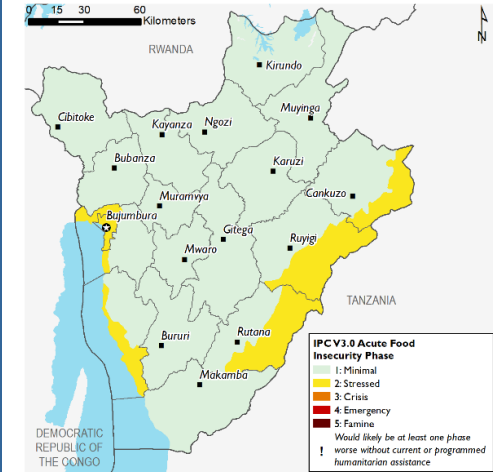 0 15 30 60
Kilometers
N
RWANDA
Kirundo
Muyinga
Cibitoke
Kayanza
Ngozi
Bubanza
Karuzi
Cankuzo
Muramvya
Bujumbura
Gitega
Ruyigi
Mwaro
TANZANIA
Bururi
Rutana
Makamba
DEMOCRATIC
REPUBLIC OF
THE CONGO
IPC V3.0 Acute Food
Insecurity Phase
1: Minimal
2: Stressed
3: Crisis
4: Emergency
5: Famine
Would likely be at least one phase
! worse without current or programmed
humanitarian assistance